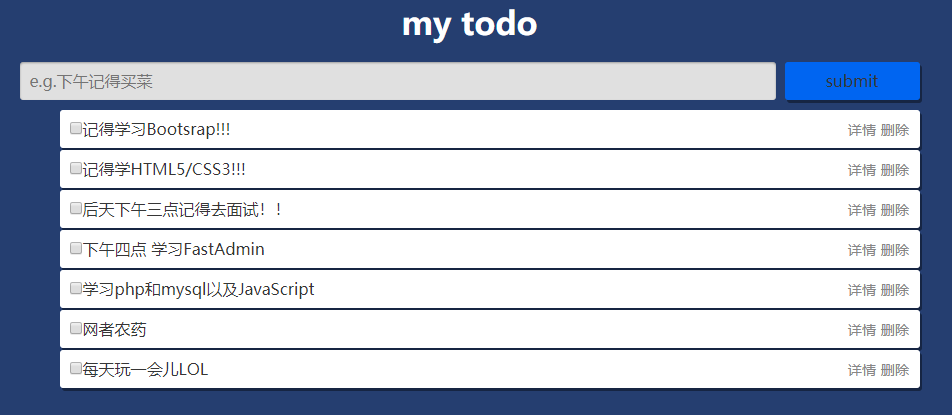 my todo
e.g.下午记得买菜 submit
记得学习Bootsrap!!! 详情 删除
记得学HTML5/CSS3!!! 详情 删除
后天下午三点记得去面试！！ 详情 删除
下午四点 学习FastAdmin 详情 删除
学习php和mysql以及JavaScript 详情 删除
网者农药 详情 删除
每天玩一会儿LOL 详情 删除